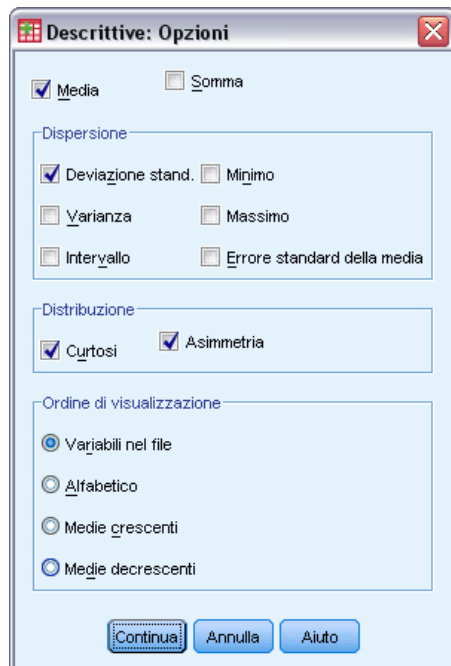 Descrittive: Opzioni
Media
Somma
Dispersione
Deviazione stand.
Minimo
Varianza
Massimo
Intervallo
Errore standard della media
Distribuzione
Curtosi
Asimmetria
Ordine di visualizzazione
Variabili nel file
Alfabetico
Medie crescenti
Medie decrescenti
Continua
Annulla
Aiuto